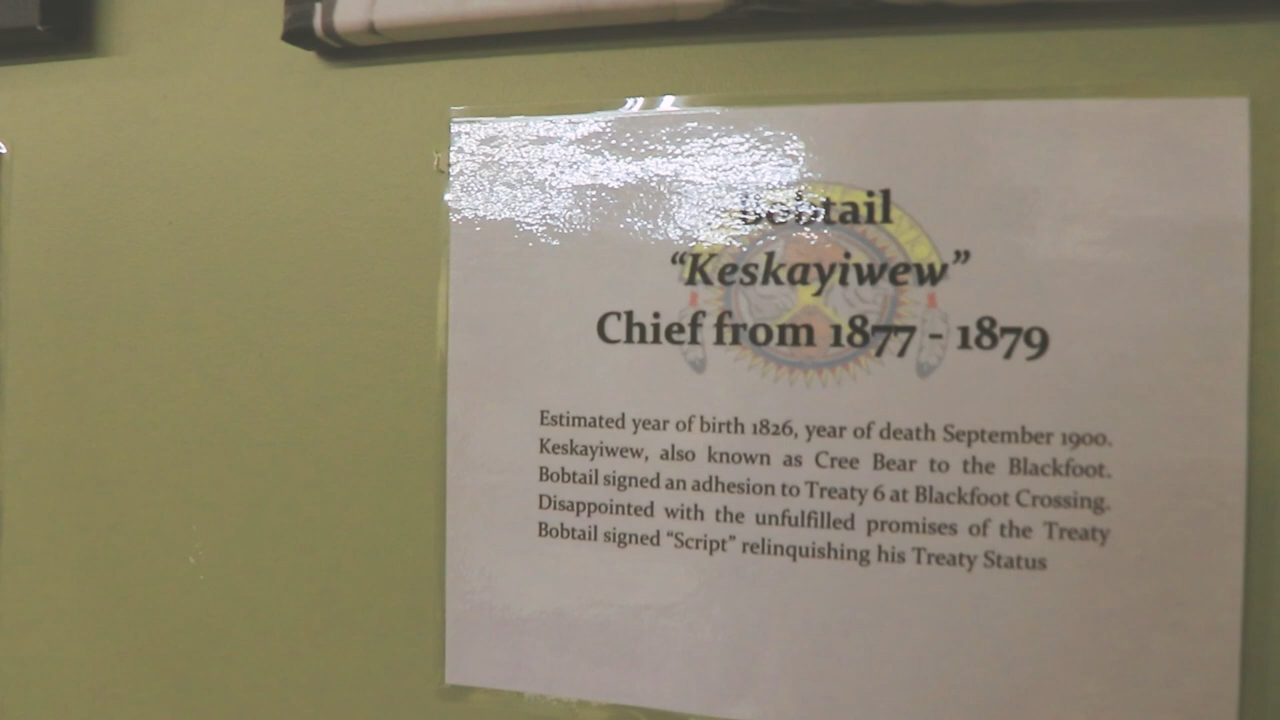 Bobtail
“Keskayiwew”
Chief from 1877 - 1879
Estimated year of birth 1826, year of death September 1900.
Keskayiwew, also known as Cree Bear to the Blackfoot.
Bobtail signed an adhesion to Treaty 6 at Blackfoot Crossing.
Disappointed with the unfulfilled promises of the Treaty
Bobtail signed “Script” relinquishing his Treaty Status